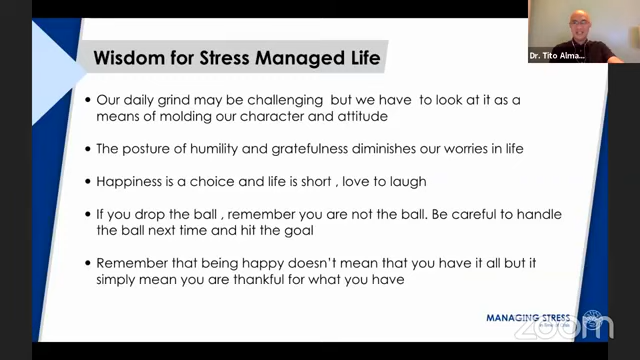 Wisdom for Stress Managed Life
Dr. Tito Alma...
• Our daily grind may be challenging but we have to look at it as a
means of molding our character and attitude
• The posture of humility and gratefulness diminishes our worries in life
• Happiness is a choice and life is short , love to laugh
• If you drop the ball , remember you are not the ball. Be careful to handle
the ball next time and hit the goal
• Remember that being happy doesn't mean that you have it all but it
simply mean you are thankful for what you have
MANAGING STRESS
zoom